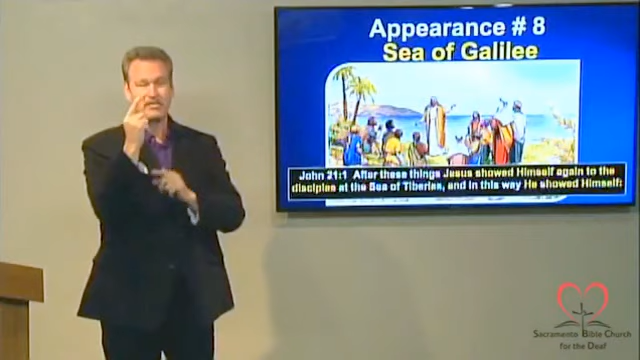 Appearance # 8
Sea of Galilee
John 21:1 After these things Jesus showed Himself again to the
disciples at the Sea of Tiberias, and in this way He showed Himself:
Sacramento Bible Church
for the Deaf